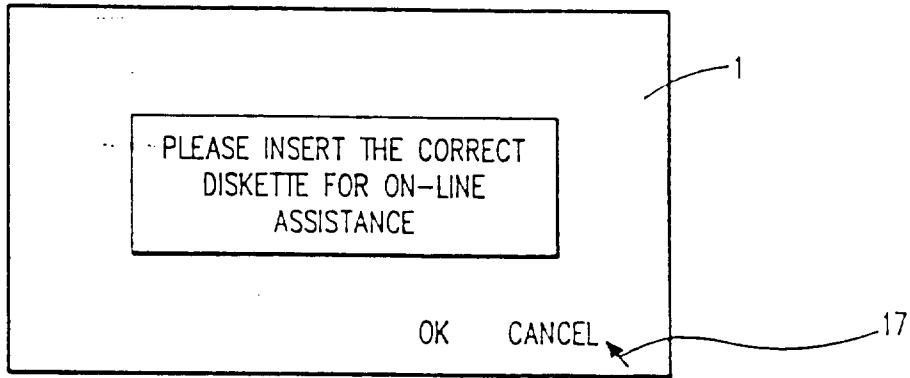 1
PLEASE INSERT THE CORRECT
DISKETTE FOR ON-LINE
ASSISTANCE
OK CANCEL
17